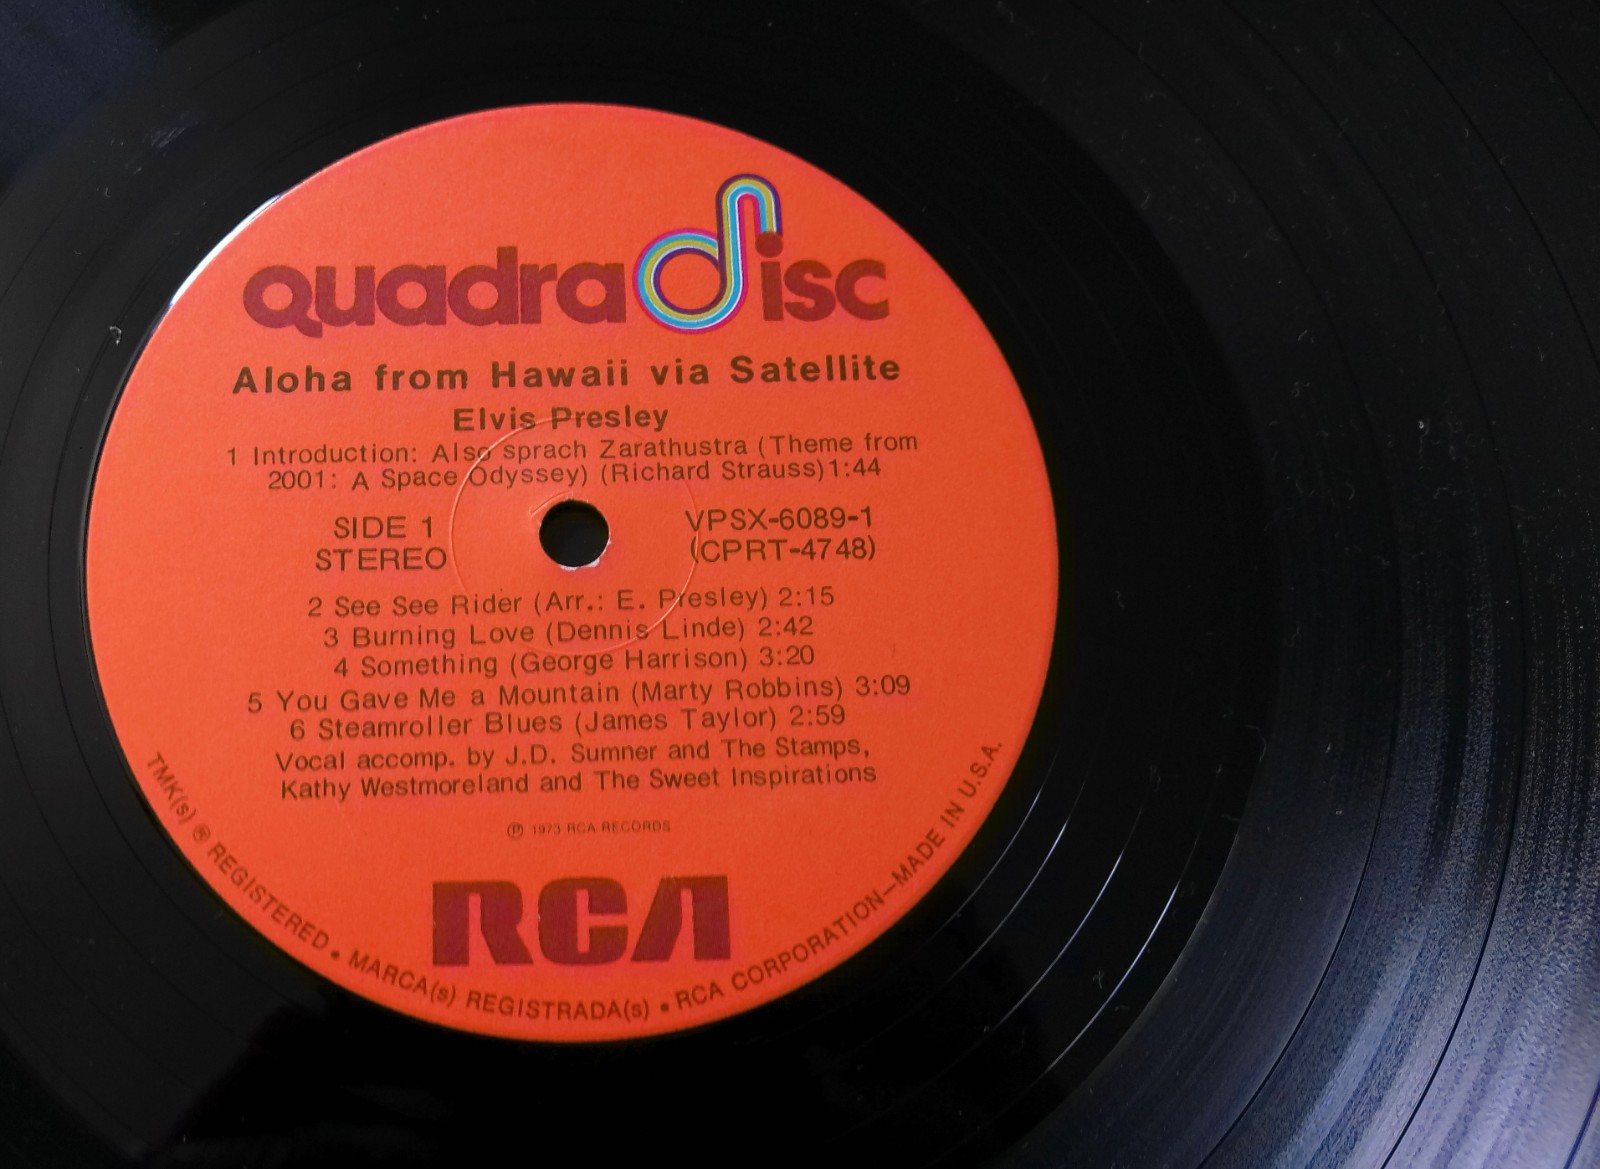 quadradisc
Aloha from Hawaii via Satellite
Elvis Presley
1 Introduction: Also sprach Zarathustra (Theme from
2001: A Space Odyssey) (Richard Strauss)1:44
SIDE 1
STEREO
VPSX-6089-1
(CPRT-4748)
2 See See Rider (Arr.: E. Presley) 2:15
3 Burning Love (Dennis Linde) 2:42
4 Something (George Harrison) 3:20
5 You Gave Me a Mountain (Marty Robbins) 3:09
6 Steamroller Blues (James Taylor) 2:59
Vocal accomp. by J.D. Sumner and The Stamps,
Kathy Westmoreland and The Sweet Inspirations
℗ 1973 RCA RECORDS
RCA
TMK(s) ® REGISTERED • MARCA(s) REGISTRADA(s) • RCA CORPORATION—MADE IN U.S.A.